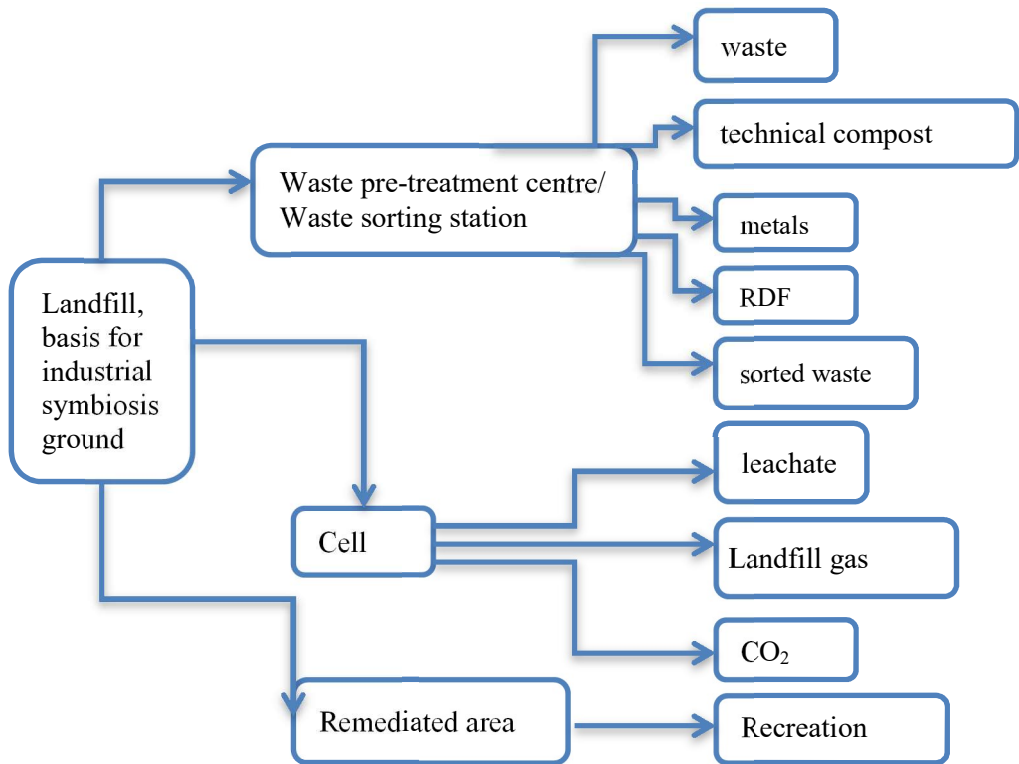 waste
technical compost
Waste pre-treatment centre/
Waste sorting station
metals
RDF
sorted waste
Landfill,
basis for
industrial
symbiosis
ground
leachate
Cell
Landfill gas
CO₂
Remediated area
Recreation